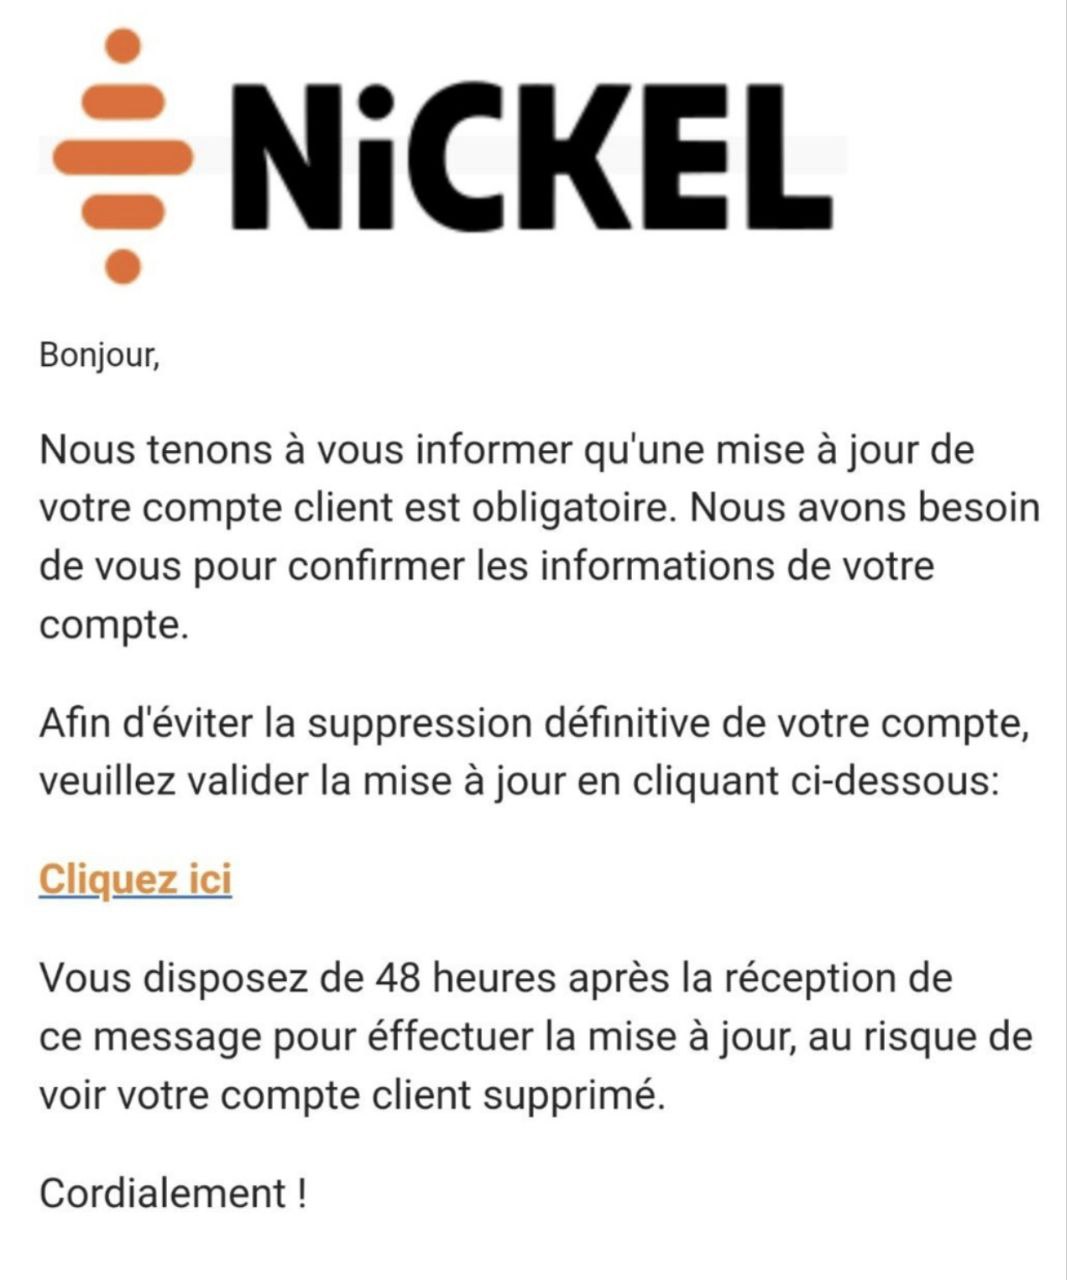 NiCKEL
Bonjour,
Nous tenons à vous informer qu'une mise à jour de
votre compte client est obligatoire. Nous avons besoin
de vous pour confirmer les informations de votre
compte.
Afin d'éviter la suppression définitive de votre compte,
veuillez valider la mise à jour en cliquant ci-dessous:
Cliquez ici
Vous disposez de 48 heures après la réception de
ce message pour éffectuer la mise à jour, au risque de
voir votre compte client supprimé.
Cordialement !